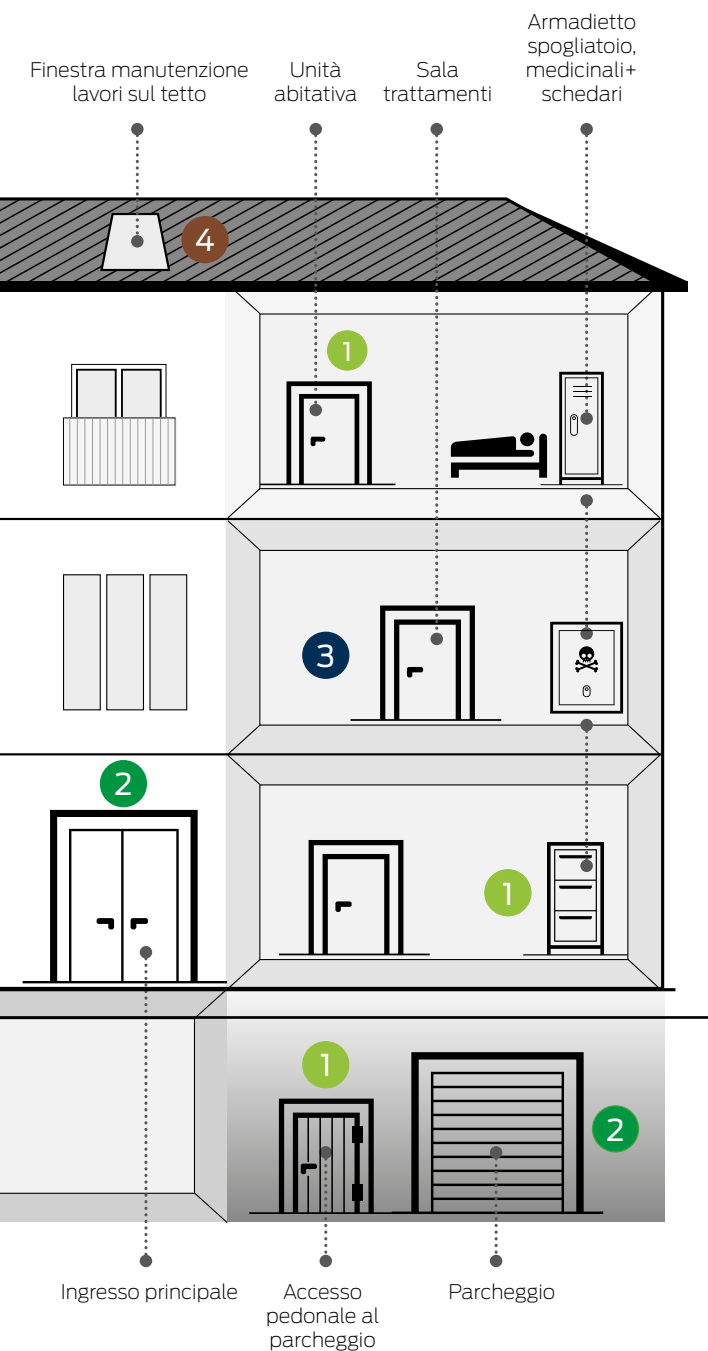 Finestra manutenzione
lavori sul tetto
Unità
abitativa
Sala
trattamenti
Armadietto
spogliatoio,
medicinali+
schedari
4
1
3
2
1
1
2
Ingresso principale
Accesso
pedonale al
parcheggio
Parcheggio